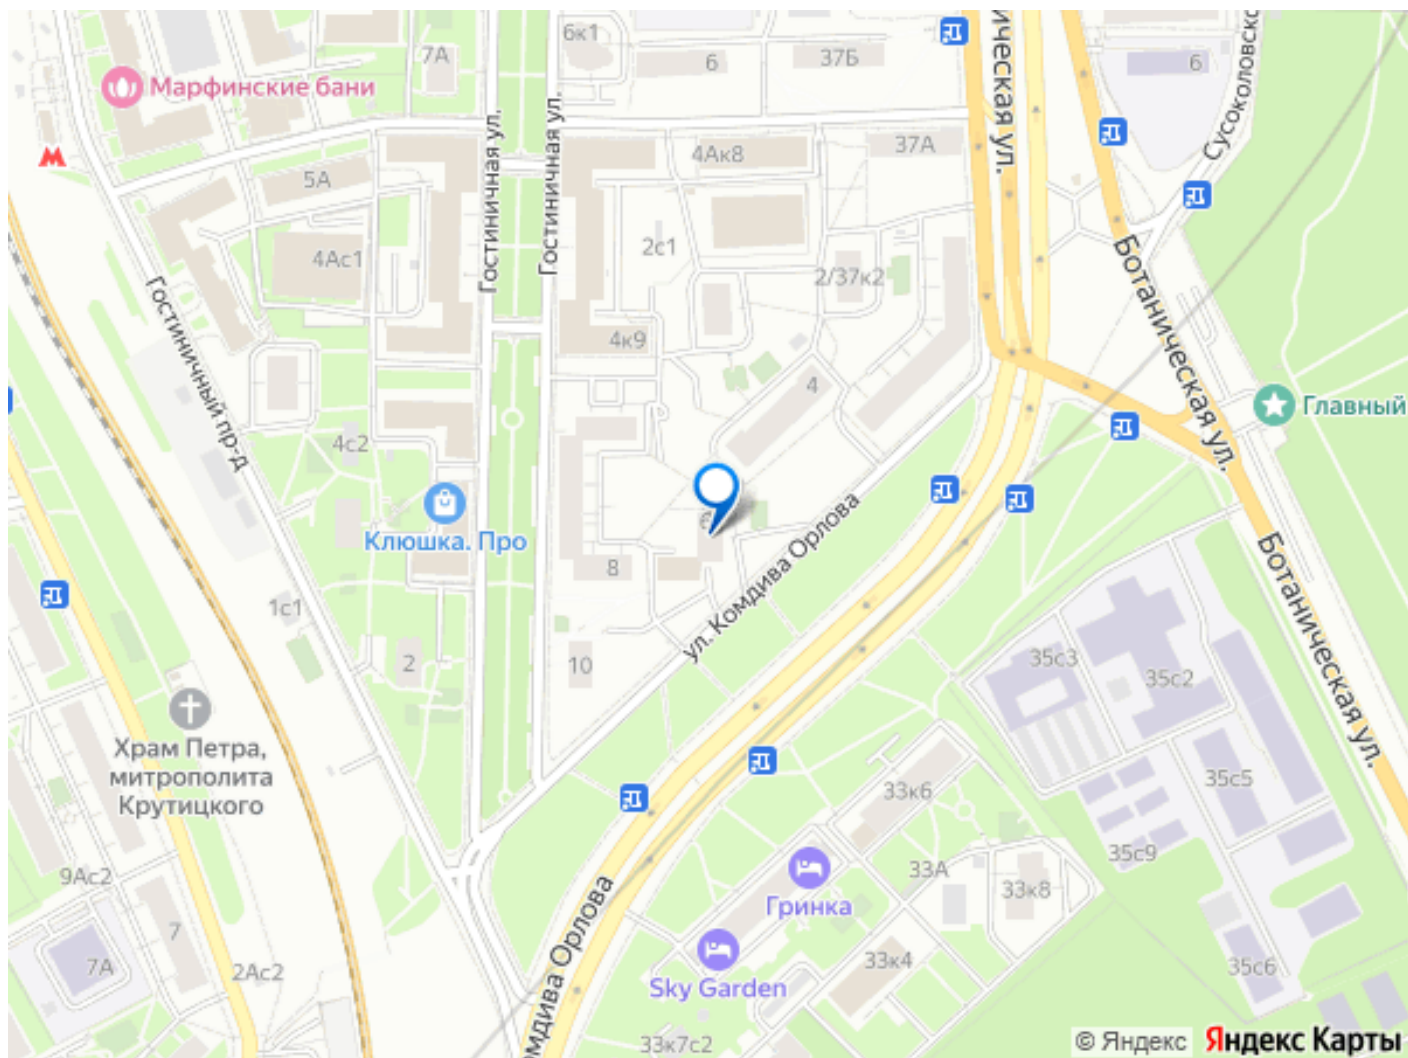 6к1
7А
6
37Б
ическая ул.
6
Сусоколовско
Марфинские бани
Гостиничная ул.
Гостиничная ул.
37А
4Ак8
5А
2с1
4Ас1
2/37к2
Ботаническая ул.
Гостиничный пр-д
4к9
4
Главный
4с2
Клюшка. Про
ул. Комдива Орлова
8
Ботаническая ул.
1с1
2
10
35с3
35с2
Храм Петра,
митрополита
Крутицкого
35с5
33к6
35с9
33А
33к8
9Ас2
Гринка
7
7А
2Ас2
омдива Орлова
33к4
35с6
Sky Garden
33к7с2
© Яндекс Яндекс Карты